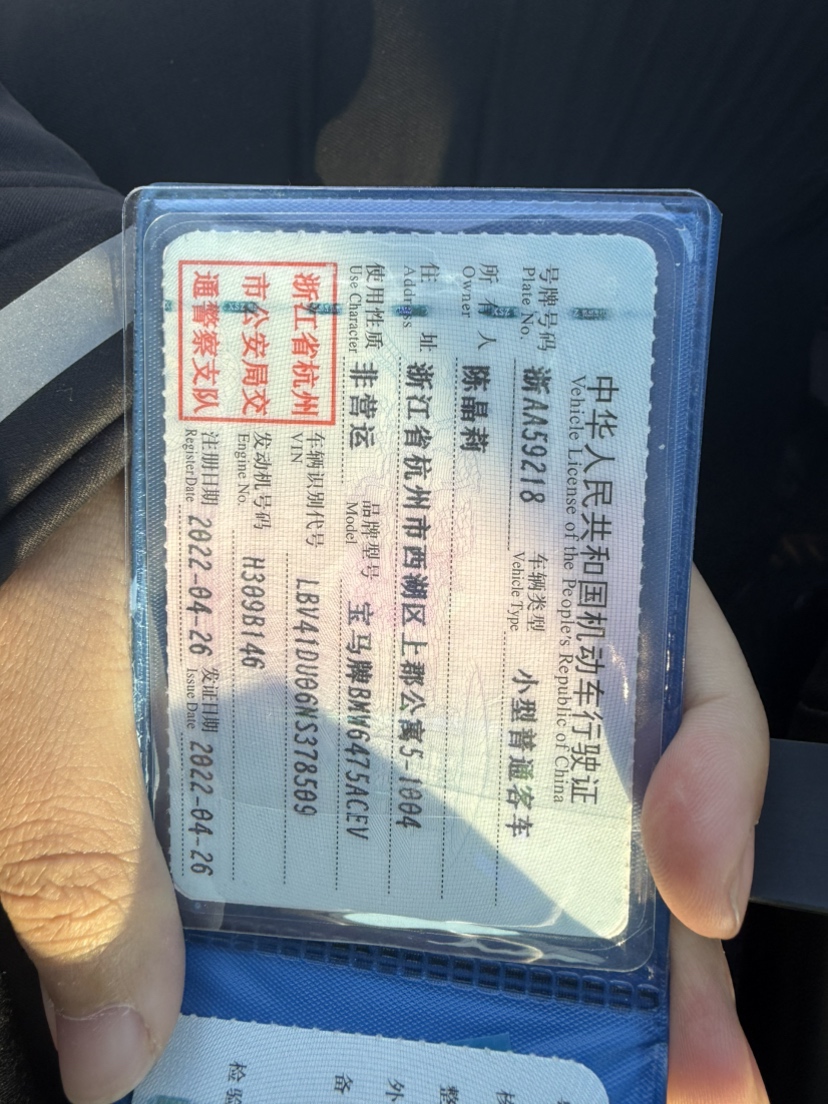 中华人民共和国机动车行驶证
Vehicle License of the People's Republic of China
号牌号码 浙AA59218 车辆类型 小型普通客车
Plate No. Vehicle Type
所有人 陈晶莉
Owner
住址 浙江省杭州市西湖区上郡公寓5-1004
Address
使用性质 非营运 品牌型号 宝马牌BMW6475ACEV
Use Character Model
浙江省杭州
市公安局交
通警察支队
车辆识别代号 LBV41DU06NS378509
VIN
发动机号码 H309B146
Engine No.
注册日期 2022-04-26 发证日期 2022-04-26
Register Date Issue Date
核
整
外
备
检验